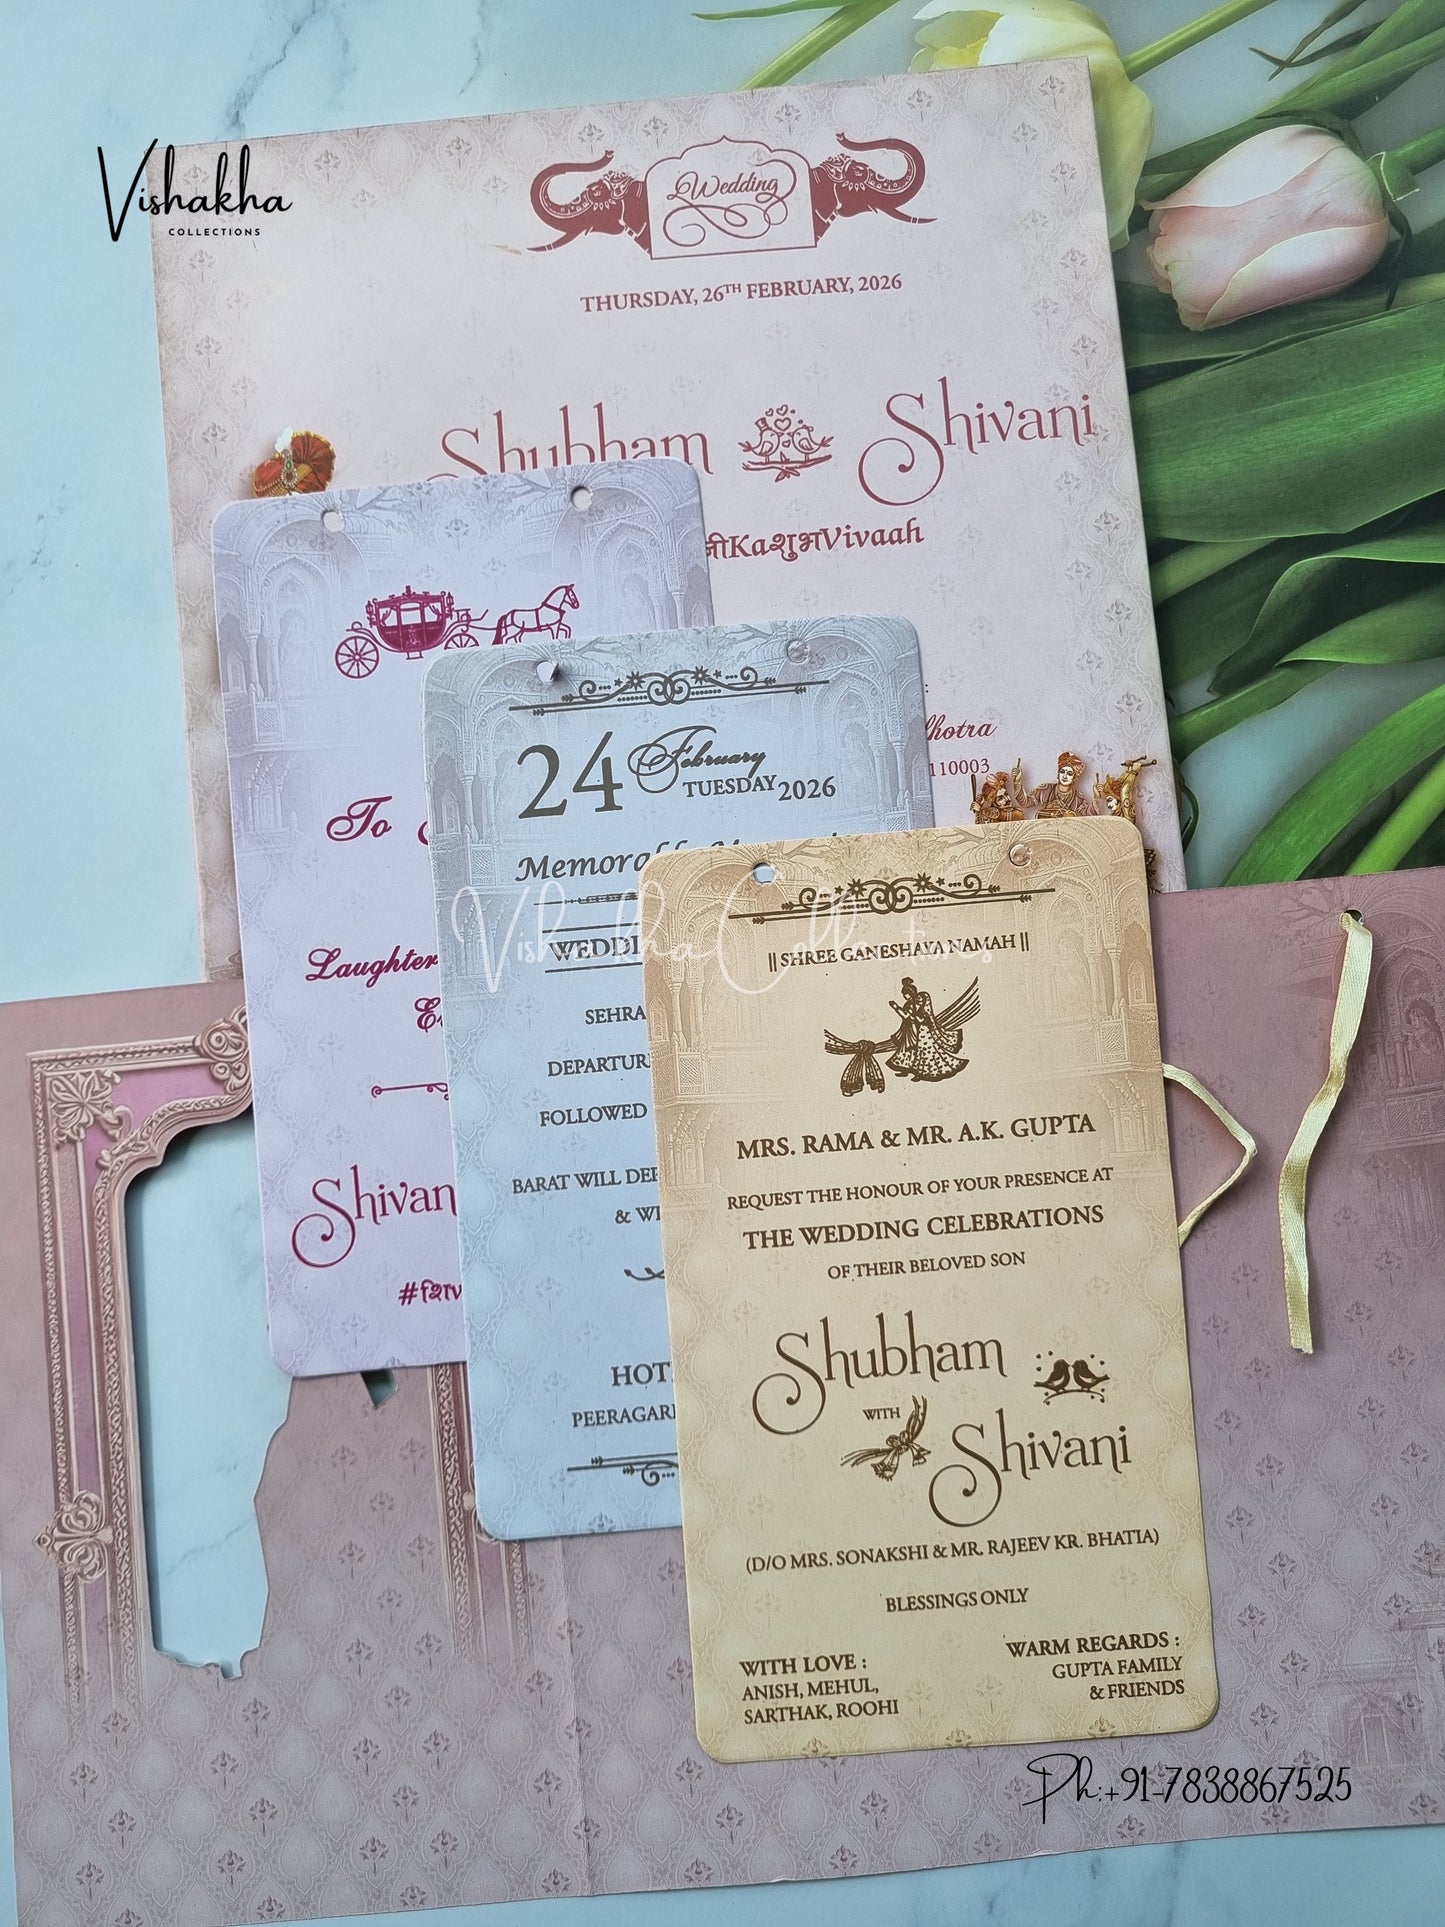 Vishakha
COLLECTIONS
Wedding
THURSDAY, 26TH FEBRUARY, 2026
Shubham Shivani
KaशुभVivaah
110003
To
Laughter
Shivan
24 February
TUESDAY 2026
WEDDI
SEHRA
DEPARTUR
FOLLOWED
BARAT WILL DE
& W
HOT
PEERAGAR
Vishakha Collections
|| SHREE GANESHAYA NAMAH ||
MRS. RAMA & MR. A.K. GUPTA
REQUEST THE HONOUR OF YOUR PRESENCE AT
THE WEDDING CELEBRATIONS
OF THEIR BELOVED SON
Shubham
WITH
Shivani
(D/O MRS. SONAKSHI & MR. RAJEEV KR. BHATIA)
BLESSINGS ONLY
WITH LOVE :
ANISH, MEHUL,
SARTHAK, ROOHI
WARM REGARDS :
GUPTA FAMILY
& FRIENDS
Ph:+91-7838867525